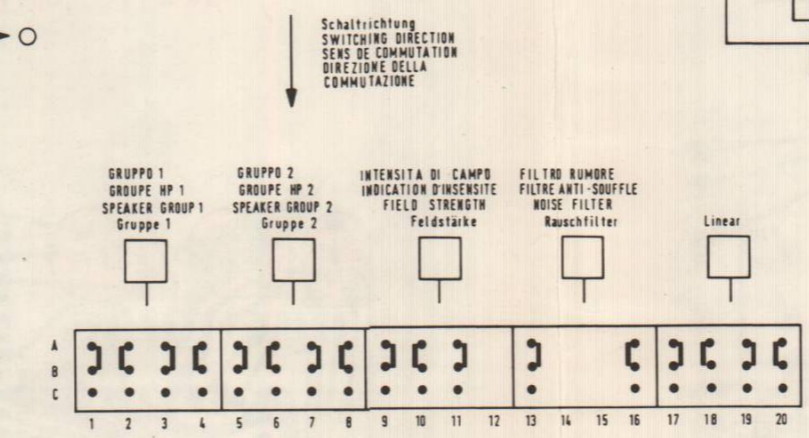 Schaltrichtung
SWITCHING DIRECTION
SENS DE COMMUTATION
DIREZIONE DELLA
COMMUTAZIONE
GRUPPO 1
GROUPE HP 1
SPEAKER GROUP 1
Gruppe 1
GRUPPO 2
GROUPE HP 2
SPEAKER GROUP 2
Gruppe 2
INTENSITA DI CAMPO
INDICATION D'INSENSITE
FIELD STRENGTH
Feldstärke
FILTRO RUMORE
FILTRE ANTI-SOUFFLE
NOISE FILTER
Rauschfilter
Linear
A
B
C
1 2 3 4 5 6 7 8 9 10 11 12 13 14 15 16 17 18 19 20